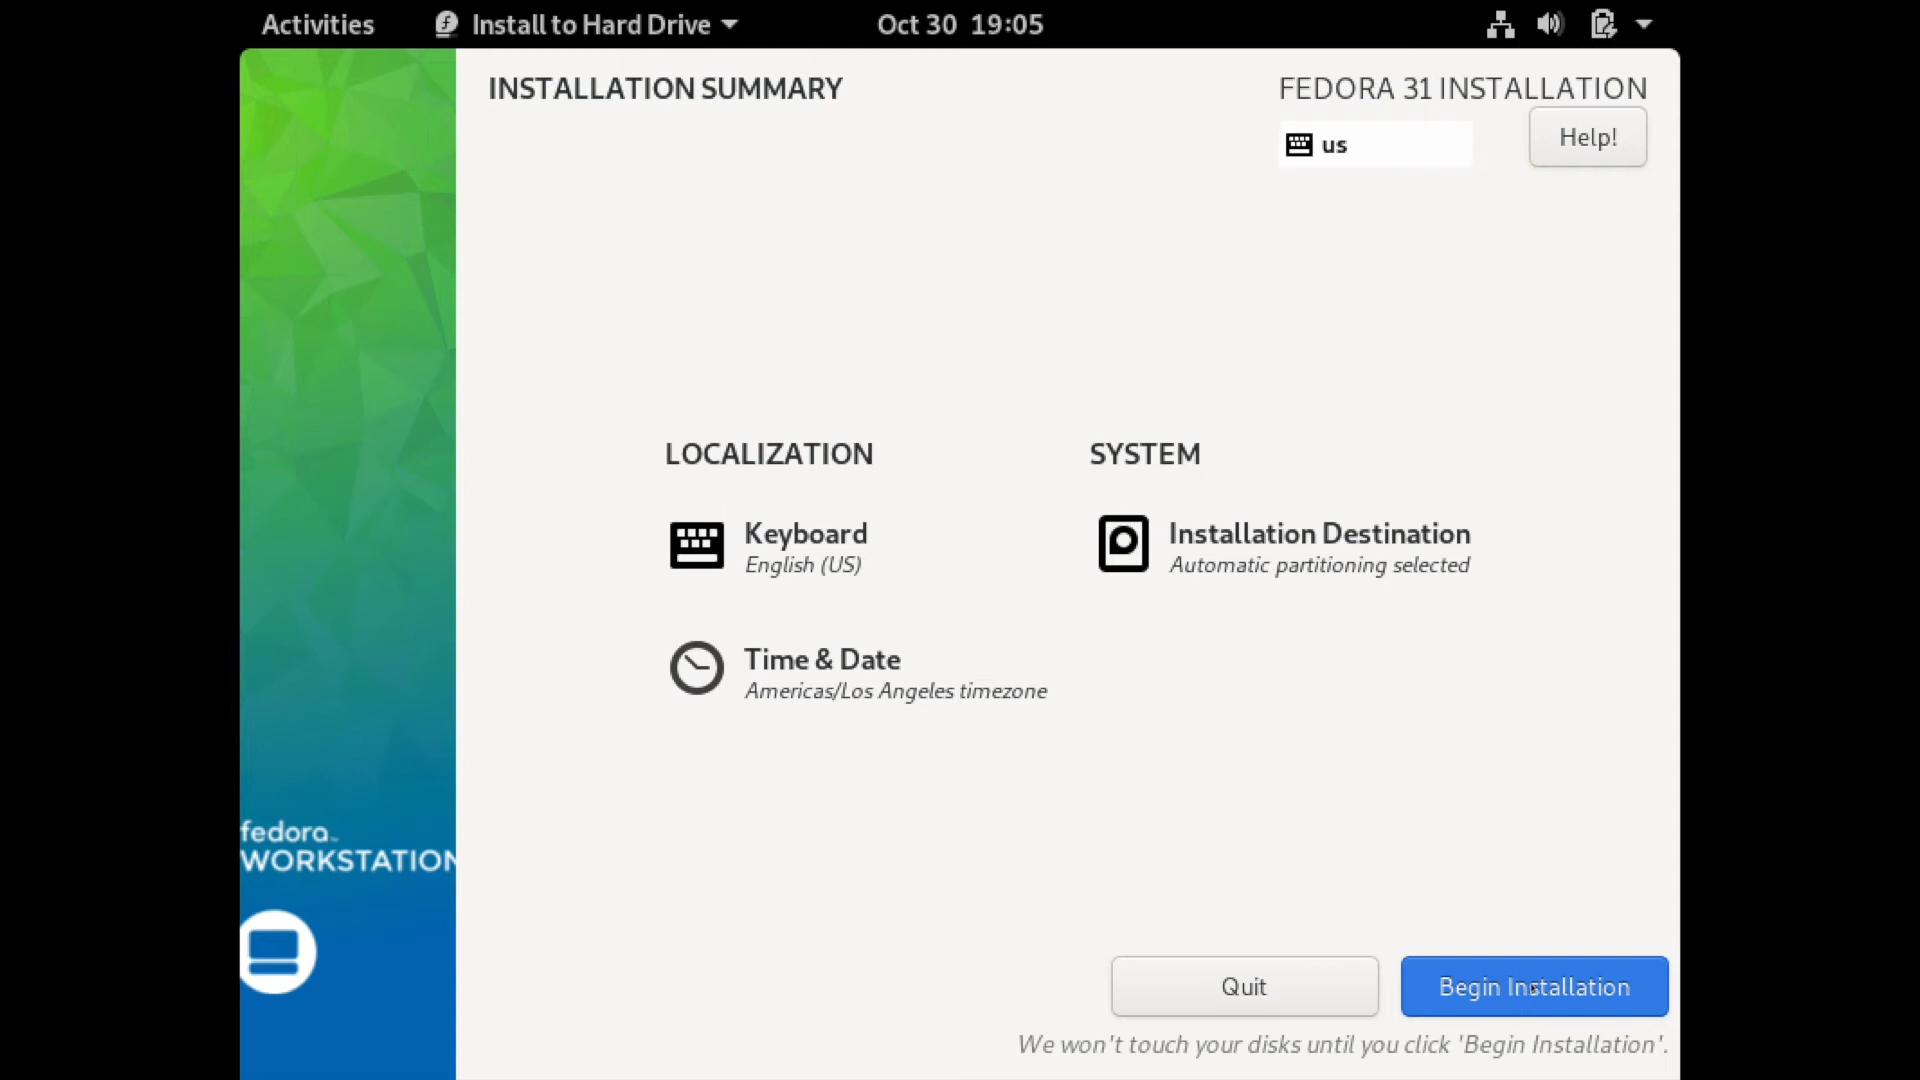 Activities Install to Hard Drive Oct 30 19:05
INSTALLATION SUMMARY
FEDORA 31 INSTALLATION
us
Help!
LOCALIZATION
Keyboard
English (US)
Time & Date
Americas/Los Angeles timezone
SYSTEM
Installation Destination
Automatic partitioning selected
fedora™
WORKSTATION
Quit
Begin Installation
We won't touch your disks until you click 'Begin Installation'.